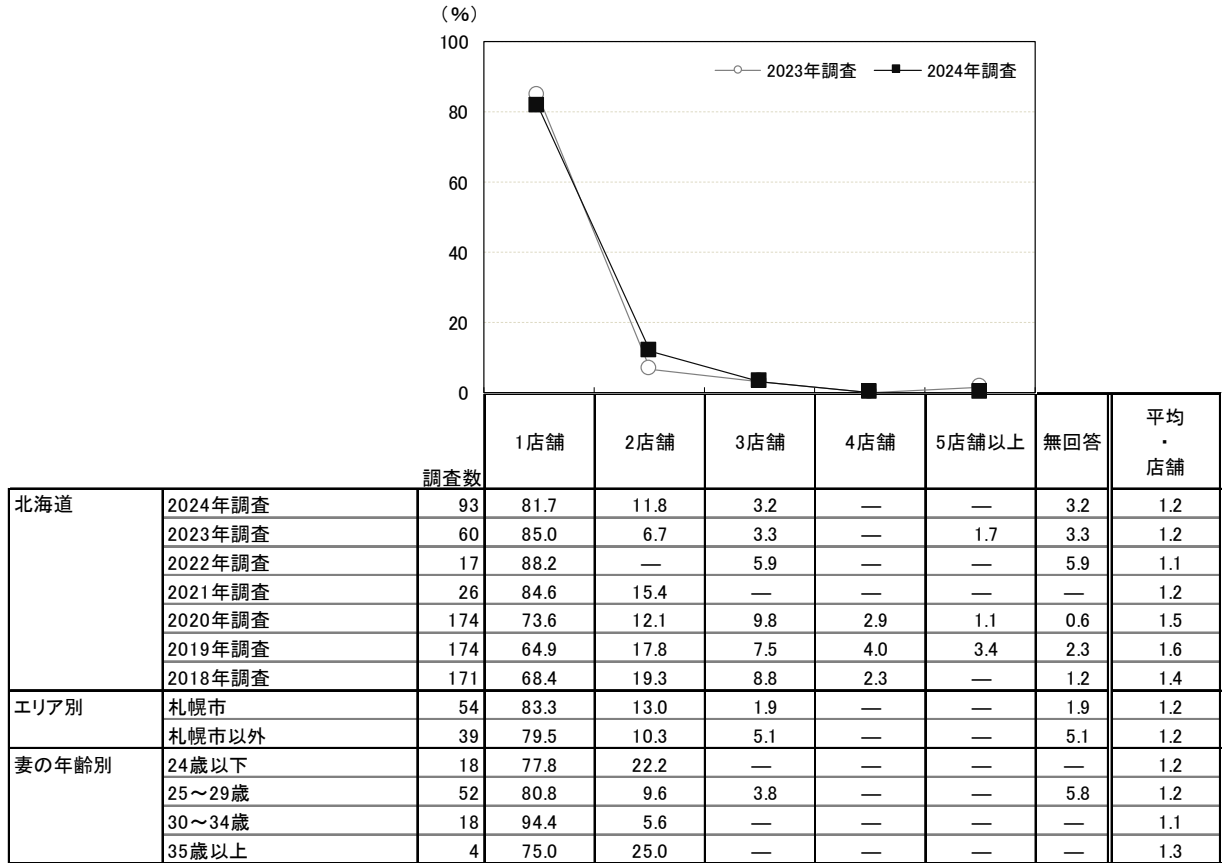 （%）
100
80
60
40
20
0
2023年調査 2024年調査
調査数 1店舗 2店舗 3店舗 4店舗 5店舗以上 無回答 平均・店舗
北海道 2024年調査 93 81.7 11.8 3.2 — — 3.2 1.2
2023年調査 60 85.0 6.7 3.3 — 1.7 3.3 1.2
2022年調査 17 88.2 — 5.9 — — 5.9 1.1
2021年調査 26 84.6 15.4 — — — — 1.2
2020年調査 174 73.6 12.1 9.8 2.9 1.1 0.6 1.5
2019年調査 174 64.9 17.8 7.5 4.0 3.4 2.3 1.6
2018年調査 171 68.4 19.3 8.8 2.3 — 1.2 1.4
エリア別 札幌市 54 83.3 13.0 1.9 — — 1.9 1.2
札幌市以外 39 79.5 10.3 5.1 — — 5.1 1.2
妻の年齢別 24歳以下 18 77.8 22.2 — — — — 1.2
25～29歳 52 80.8 9.6 3.8 — — 5.8 1.2
30～34歳 18 94.4 5.6 — — — — 1.1
35歳以上 4 75.0 25.0 — — — — 1.3